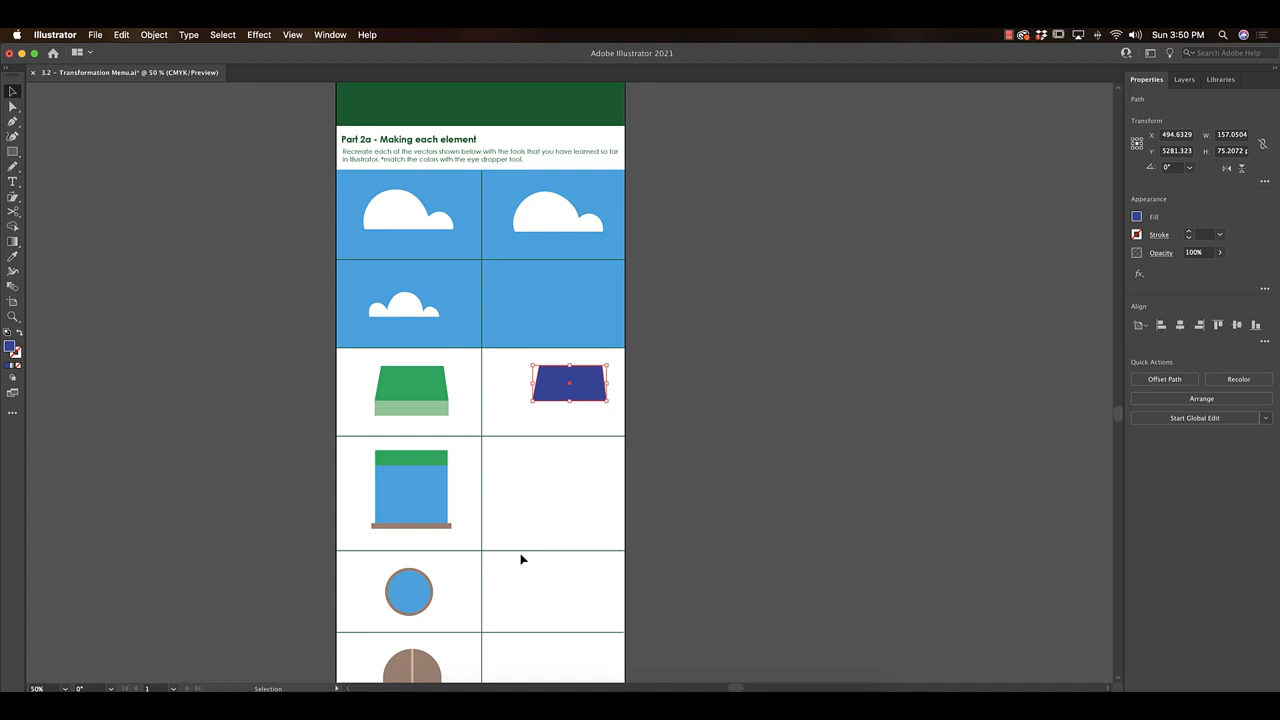 Illustrator File Edit Object Type Select Effect View Window Help Sun 3:50 PM
Adobe Illustrator 2021
Search Adobe Help
× 3.2 - Transformation Menu.ai* @ 50 % (CMYK/Preview)
Properties Layers Libraries
Path
Transform
X: 494.6329 W: 157.0504
Y: 5281.323 H: 75.2072 p
0°
Appearance
Fill
Stroke
Opacity 100%
fx
Align
Quick Actions
Offset Path Recolor
Arrange
Start Global Edit
Part 2a - Making each element
Recreate each of the vectors shown below with the tools that you have learned so far
in Illustrator. *match the colors with the eye dropper tool.
50% 0° 1 Selection